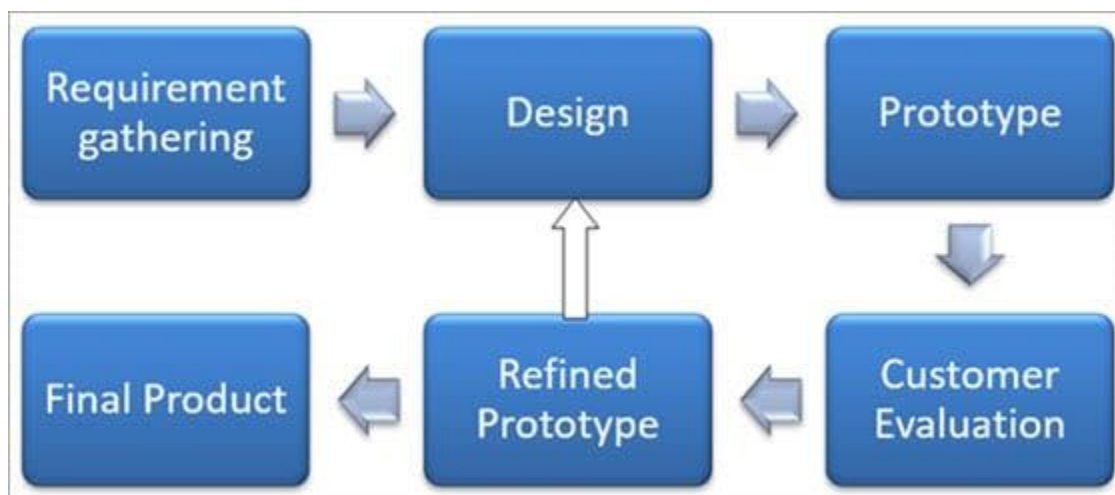 Requirement
gathering
Design
Prototype
Customer
Evaluation
Refined
Prototype
Final Product